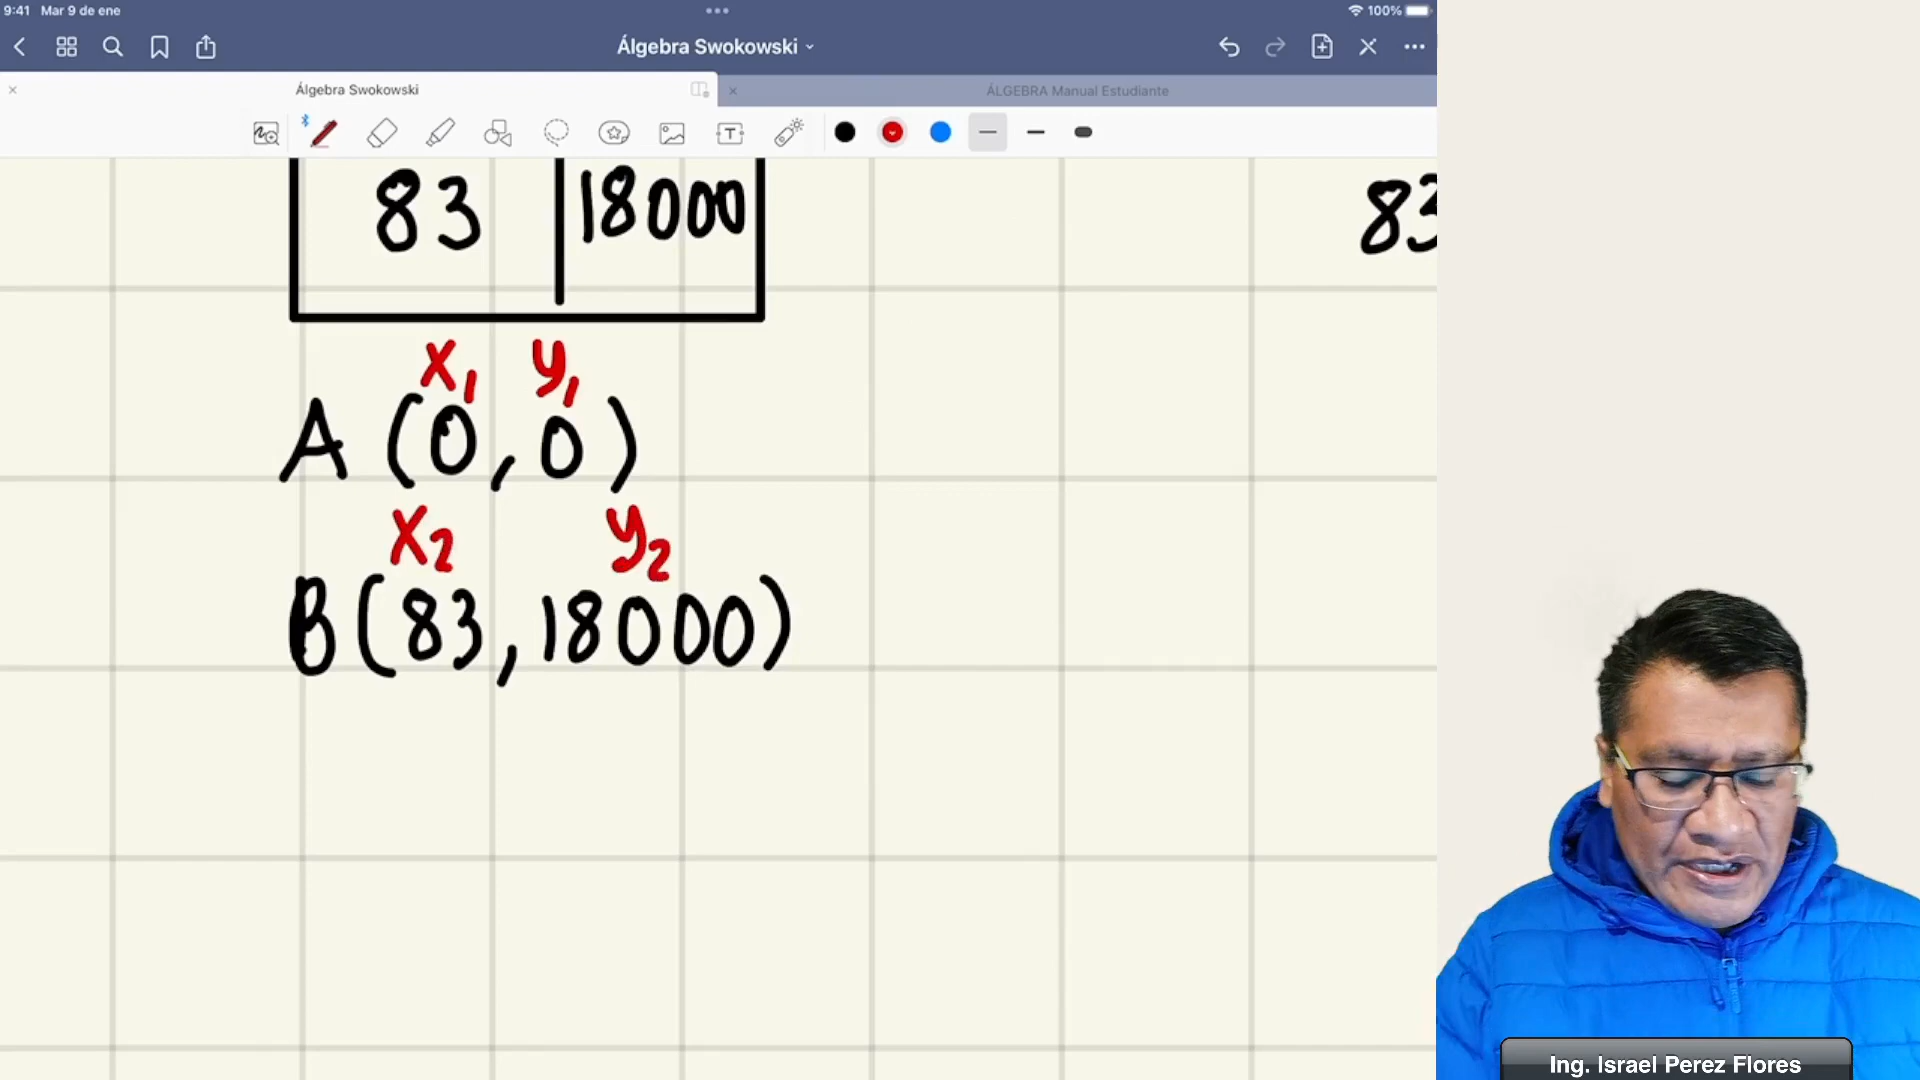 9:41 Mar 9 de ene 100%
Álgebra Swokowski
Álgebra Swokowski ÁLGEBRA Manual Estudiante
83 18000 83
x1 y1
A (0, 0)
x2 y2
B (83, 18000)
Ing. Israel Perez Flores